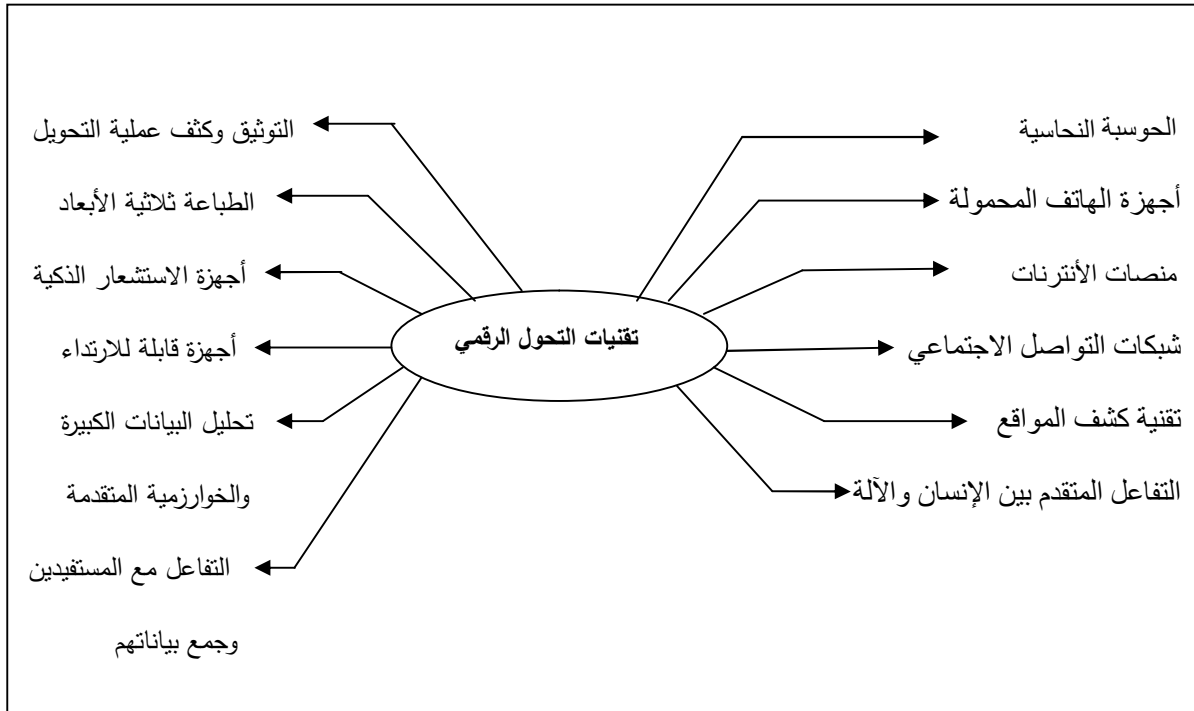 تقنيات التحول الرقمي
الحوسبة النحاسية
أجهزة الهاتف المحمولة
منصات الأنترنات
شبكات التواصل الاجتماعي
تقنية كشف المواقع
التفاعل المتقدم بين الإنسان والآلة
التوثيق وكثف عملية التحويل
الطباعة ثلاثية الأبعاد
أجهزة الاستشعار الذكية
أجهزة قابلة للارتداء
تحليل البيانات الكبيرة
والخوارزمية المتقدمة
التفاعل مع المستفيدين
وجمع بياناتهم